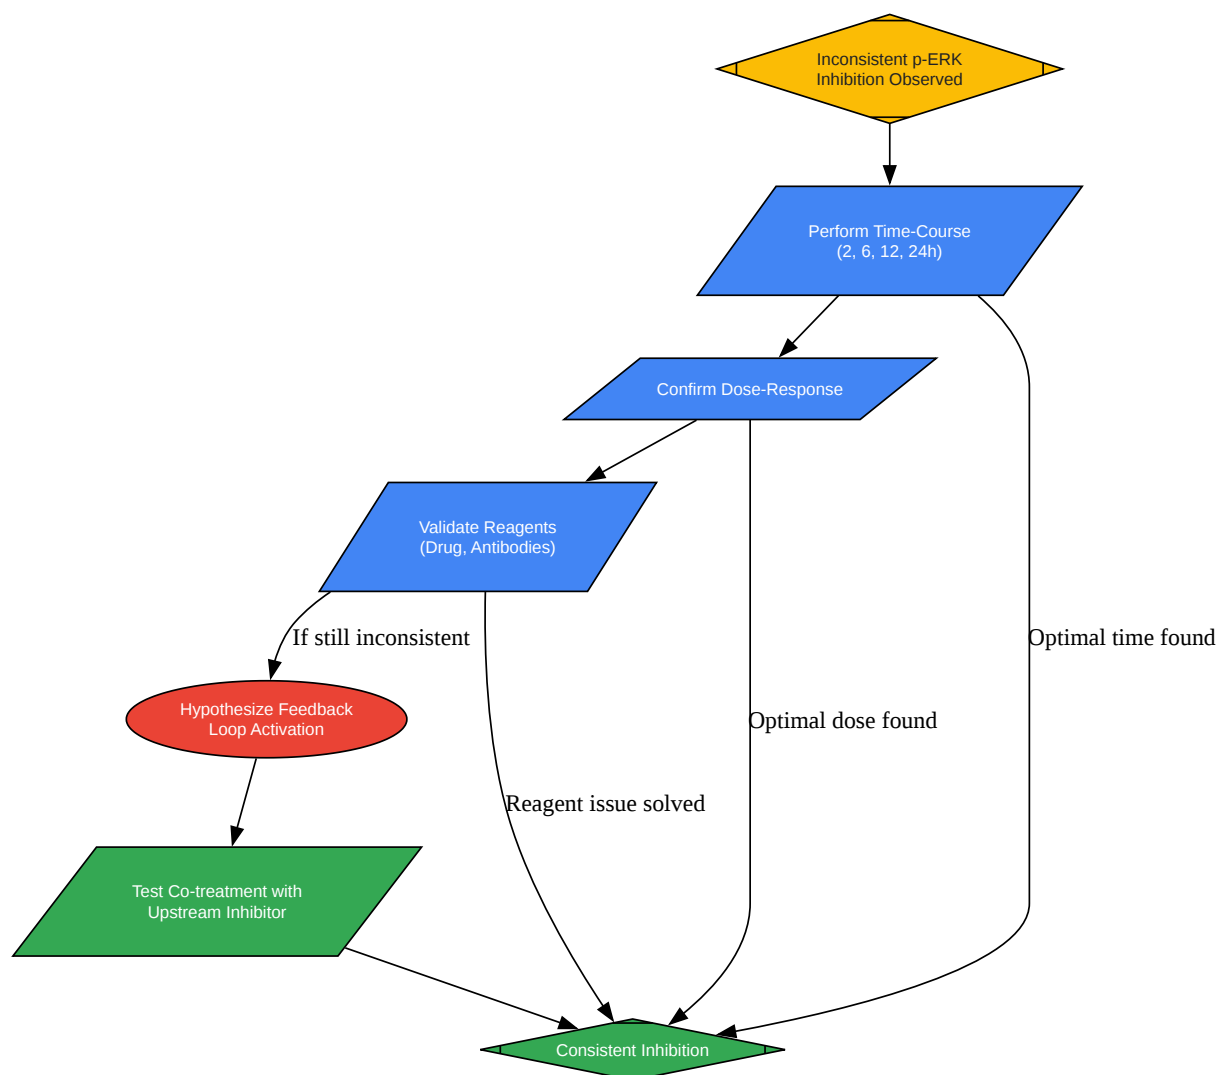 Inconsistent p-ERK
Inhibition Observed
Perform Time-Course
(2, 6, 12, 24h)
Confirm Dose-Response
Validate Reagents
(Drug, Antibodies)
If still inconsistent
Optimal time found
Hypothesize Feedback
Loop Activation
Optimal dose found
Reagent issue solved
Test Co-treatment with
Upstream Inhibitor
Consistent Inhibition